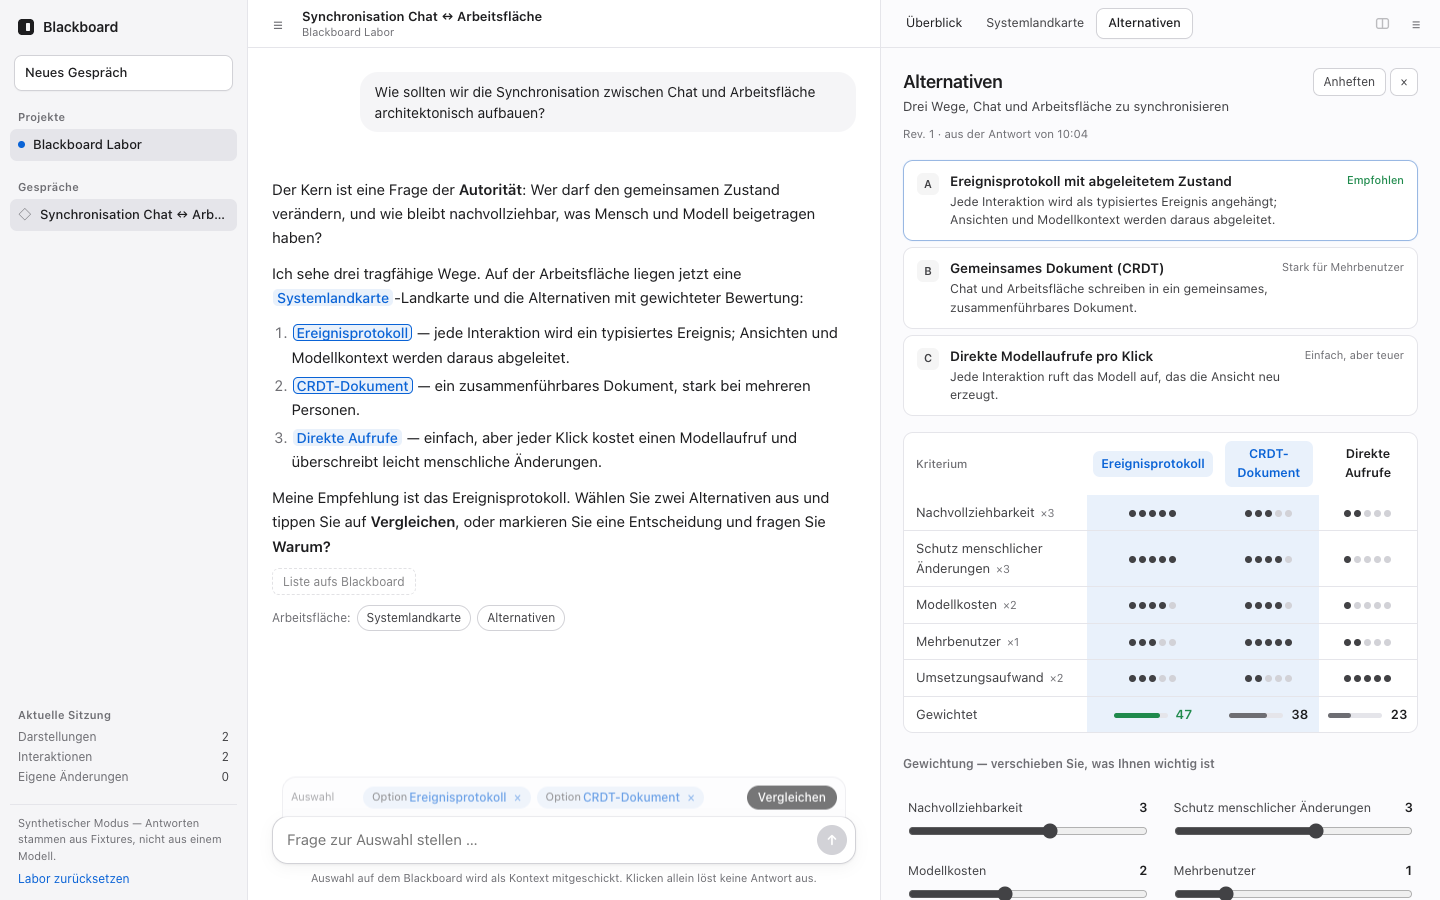 Blackboard
Neues Gespräch
Projekte
Blackboard Labor
Gespräche
Synchronisation Chat ↔ Arb...
Aktuelle Sitzung
Darstellungen 2
Interaktionen 2
Eigene Änderungen 0
Synthetischer Modus — Antworten
stammen aus Fixtures, nicht aus einem
Modell.
Labor zurücksetzen
Synchronisation Chat ↔ Arbeitsfläche
Blackboard Labor
Wie sollten wir die Synchronisation zwischen Chat und Arbeitsfläche
architektonisch aufbauen?
Der Kern ist eine Frage der Autorität: Wer darf den gemeinsamen Zustand
verändern, und wie bleibt nachvollziehbar, was Mensch und Modell beigetragen
haben?
Ich sehe drei tragfähige Wege. Auf der Arbeitsfläche liegen jetzt eine
Systemlandkarte-Landkarte und die Alternativen mit gewichteter Bewertung:
1. Ereignisprotokoll — jede Interaktion wird ein typisiertes Ereignis; Ansichten und
Modellkontext werden daraus abgeleitet.
2. CRDT-Dokument — ein zusammenführbares Dokument, stark bei mehreren
Personen.
3. Direkte Aufrufe — einfach, aber jeder Klick kostet einen Modellaufruf und
überschreibt leicht menschliche Änderungen.
Meine Empfehlung ist das Ereignisprotokoll. Wählen Sie zwei Alternativen aus und
tippen Sie auf Vergleichen, oder markieren Sie eine Entscheidung und fragen Sie
Warum?
Liste aufs Blackboard
Arbeitsfläche: Systemlandkarte Alternativen
Auswahl Option Ereignisprotokoll × Option CRDT-Dokument × Vergleichen
Frage zur Auswahl stellen ...
Auswahl auf dem Blackboard wird als Kontext mitgeschickt. Klicken allein löst keine Antwort aus.
Überblick Systemlandkarte Alternativen
Alternativen
Anheften ×
Drei Wege, Chat und Arbeitsfläche zu synchronisieren
Rev. 1 · aus der Antwort von 10:04
A Ereignisprotokoll mit abgeleitetem Zustand Empfohlen
Jede Interaktion wird als typisiertes Ereignis angehängt;
Ansichten und Modellkontext werden daraus abgeleitet.
B Gemeinsames Dokument (CRDT) Stark für Mehrbenutzer
Chat und Arbeitsfläche schreiben in ein gemeinsames,
zusammenführbares Dokument.
C Direkte Modellaufrufe pro Klick Einfach, aber teuer
Jede Interaktion ruft das Modell auf, das die Ansicht neu
erzeugt.
Kriterium Ereignisprotokoll CRDT-
Dokument Direkte
Aufrufe
Nachvollziehbarkeit ×3
Schutz menschlicher
Änderungen ×3
Modellkosten ×2
Mehrbenutzer ×1
Umsetzungsaufwand ×2
Gewichtet 47 38 23
Gewichtung — verschieben Sie, was Ihnen wichtig ist
Nachvollziehbarkeit 3 Schutz menschlicher Änderungen 3
Modellkosten 2 Mehrbenutzer 1